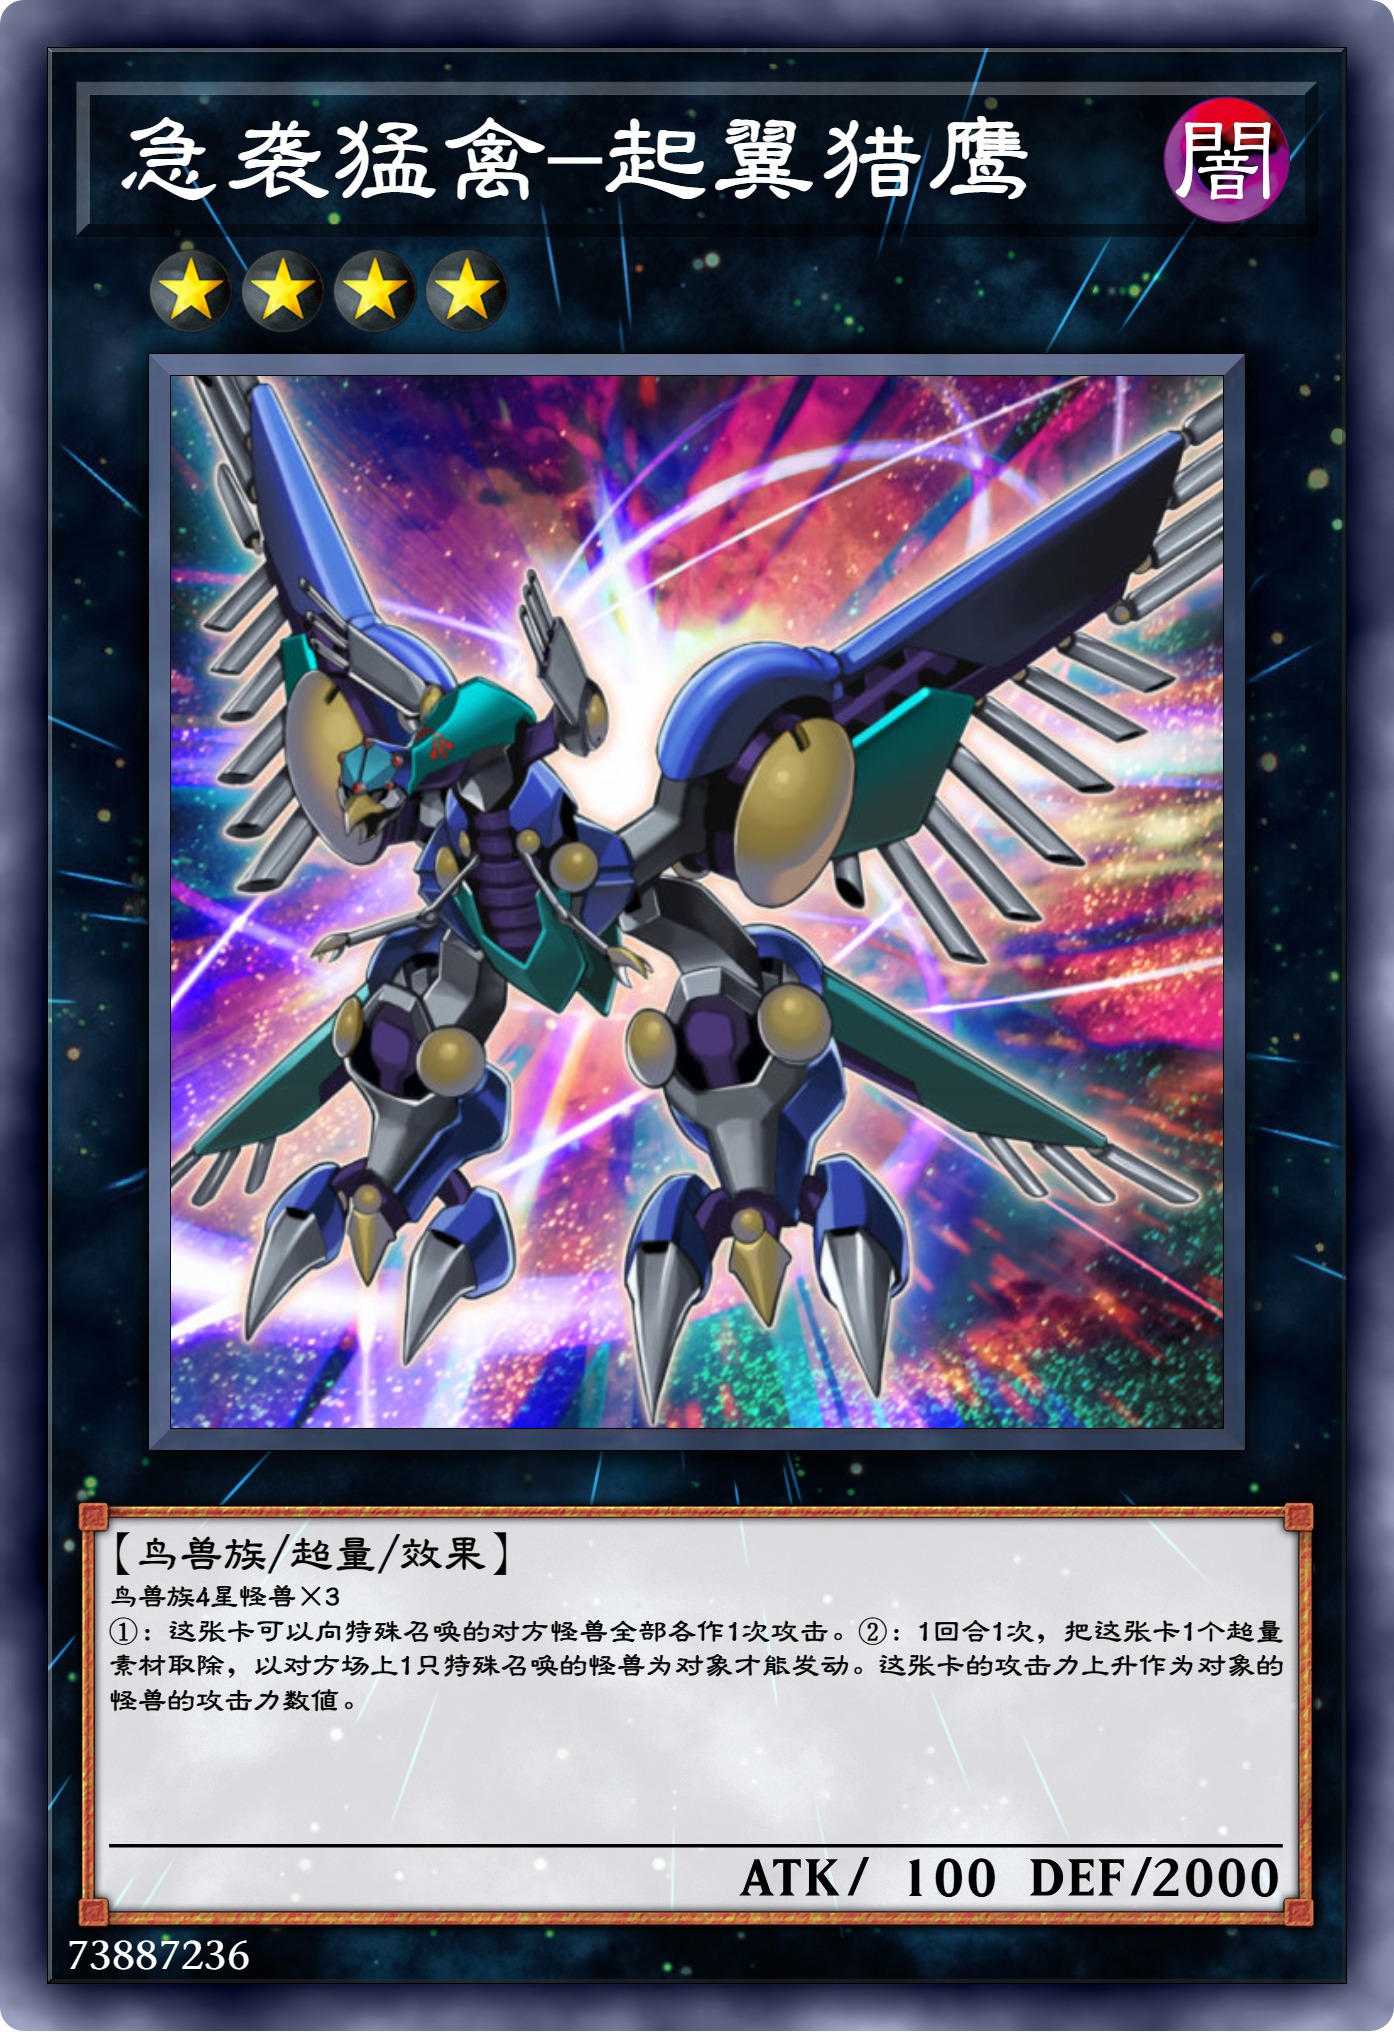 急袭猛禽-起翼猎鹰
闇
【鸟兽族/超量/效果】
鸟兽族4星怪兽×3
①：这张卡可以向特殊召唤的对方怪兽全部各作1次攻击。②：1回合1次，把这张卡1个超量
素材取除，以对方场上1只特殊召唤的怪兽为对象才能发动。这张卡的攻击力上升作为对象的
怪兽的攻击力数值。
ATK/ 100 DEF/2000
73887236